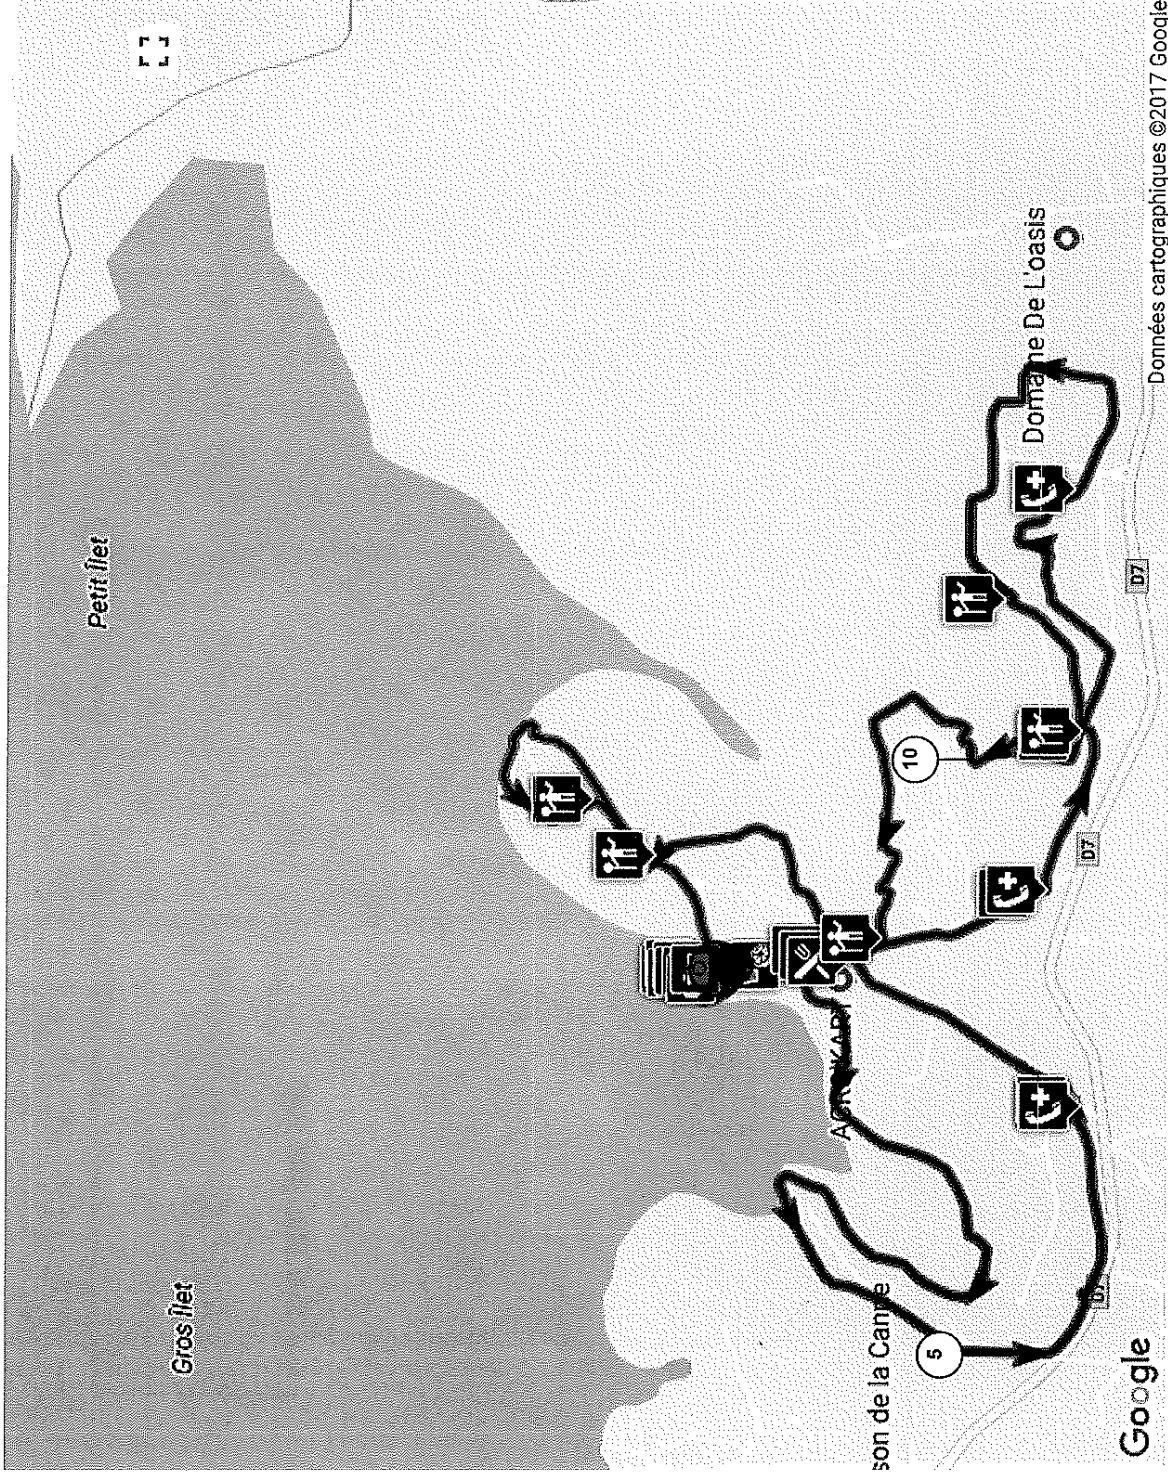 Petit Îlet
Gros Îlet
Domaine De L'oasis
10
D7
D7
5
D7
son de la Canne
Google
Données cartographiques ©2017 Google